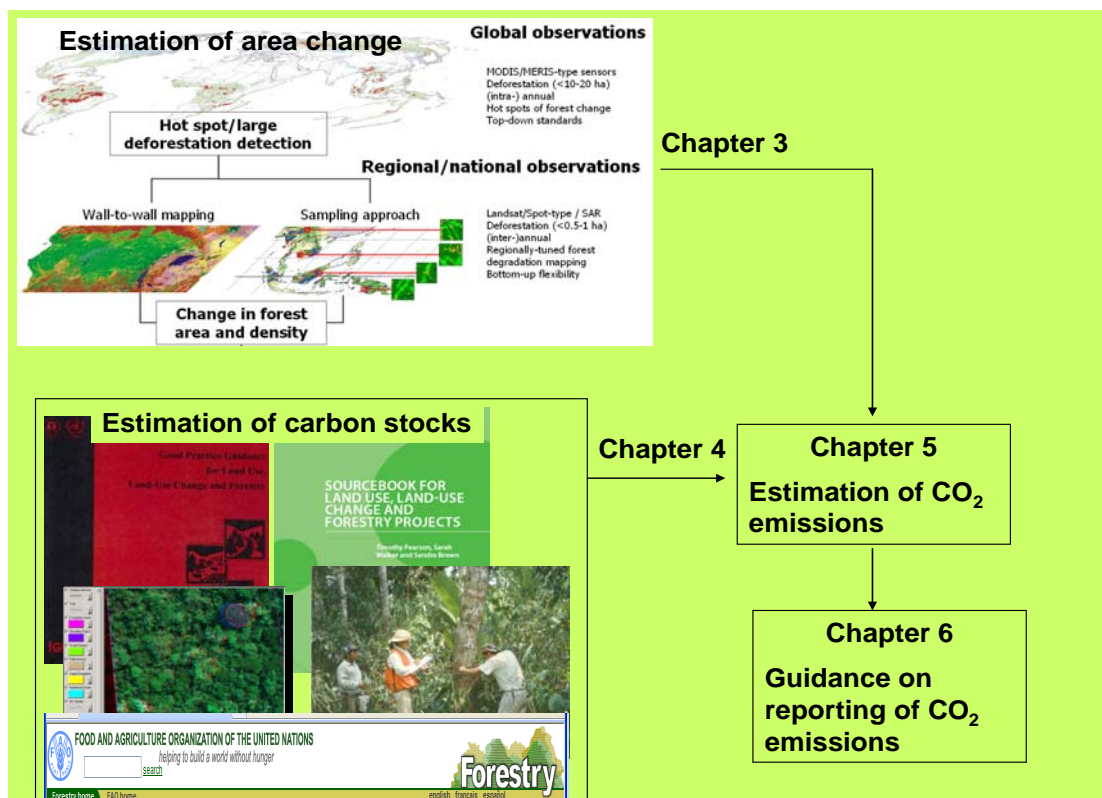 Estimation of area change
Global observations
MODIS/MERIS-type sensors
Deforestation (<10-20 ha)
(intra-) annual
Hot spots of forest change
Top-down standards
Hot spot/large
deforestation detection
Chapter 3
Regional/national observations
Wall-to-wall mapping
Sampling approach
Landsat/Spot-type / SAR
Deforestation (<0.5-1 ha)
(inter-)annual
Regionally-tuned forest
degradation mapping
Bottom-up flexibility
Change in forest
area and density
Estimation of carbon stocks
Good Practice Guidance
for Land Use,
Land-Use Change and Forestry
SOURCEBOOK FOR
LAND USE, LAND-USE
CHANGE AND
FORESTRY PROJECTS
Timothy Pearson, Sarah
Walker and Sandra Brown
Chapter 4
Chapter 5
Estimation of CO2
emissions
Chapter 6
Guidance on
reporting of CO2
emissions
FOOD AND AGRICULTURE ORGANIZATION OF THE UNITED NATIONS
helping to build a world without hunger
search
Forestry
Forestry home FAO home
english français español